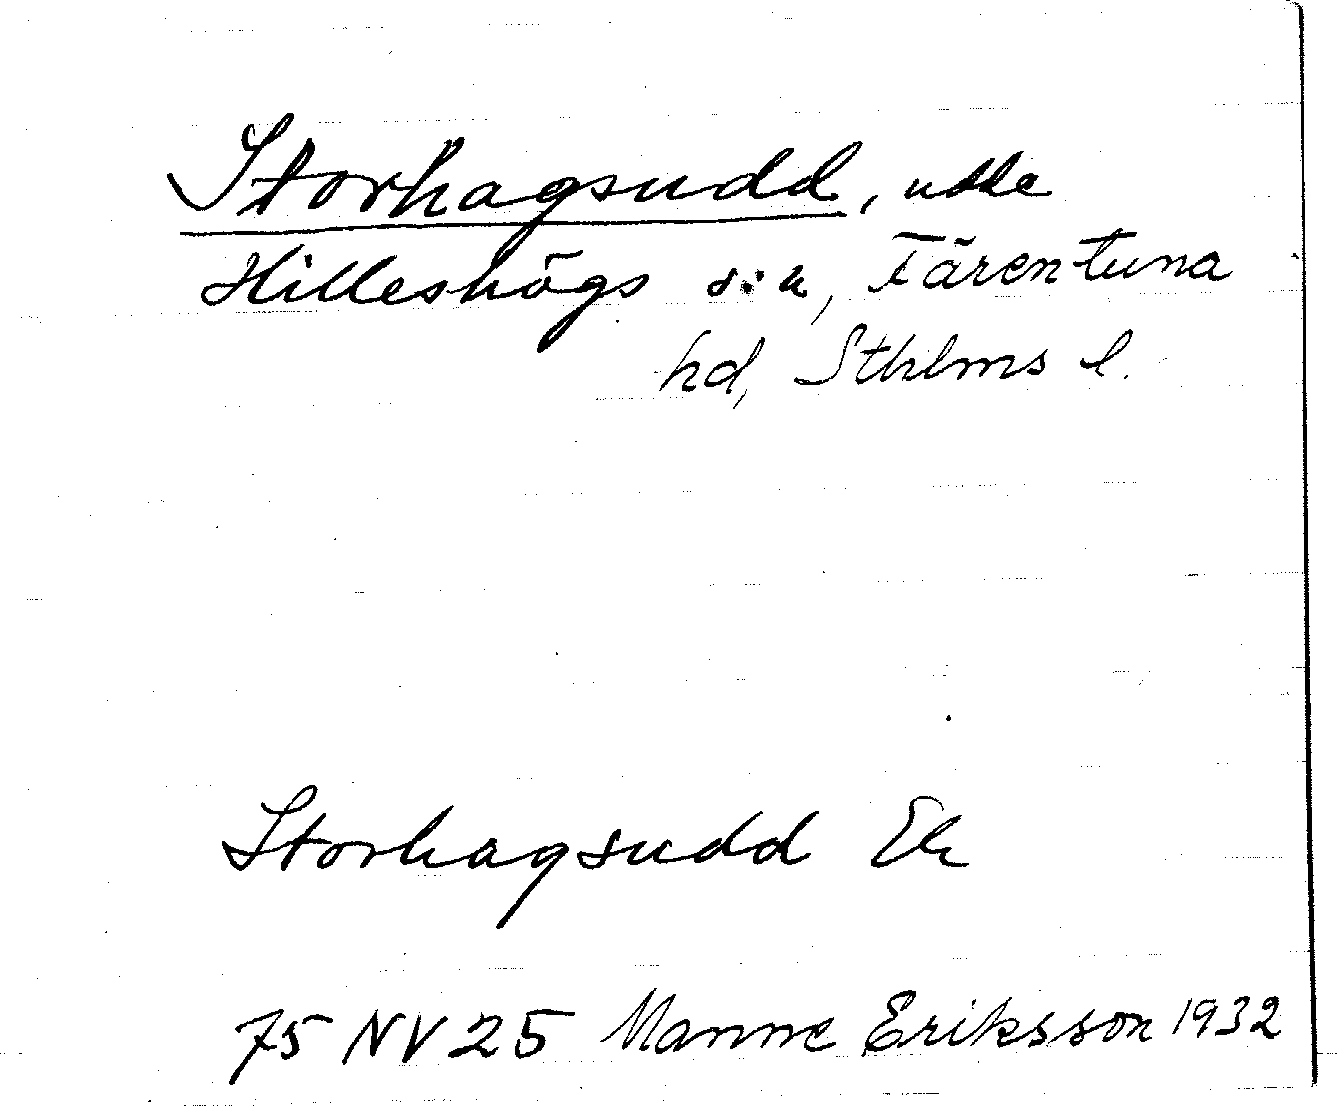 Storhagsudd, udde
Hilleshögs s:n, Färentuna
hd, Sthlms l.
Storhagsudd Ek
75 NV 25 Manne Eriksson 1932